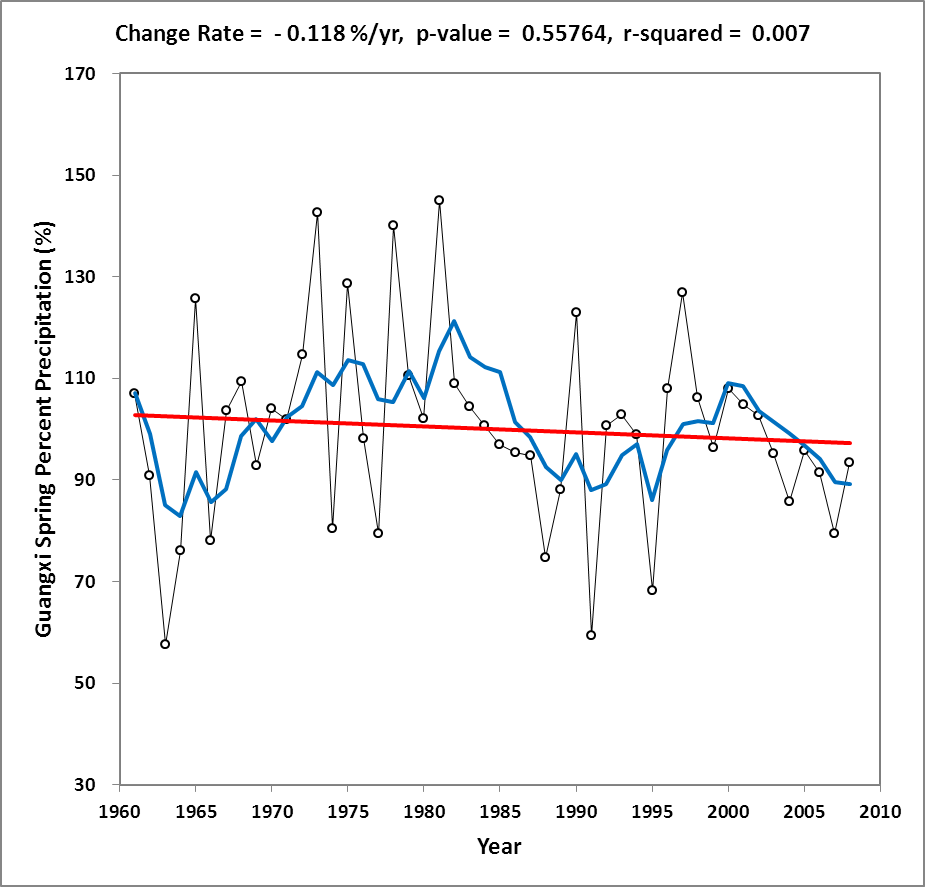 Change Rate = - 0.118 %/yr, p-value = 0.55764, r-squared = 0.007
170
150
130
110
90
70
50
30
Guangxi Spring Percent Precipitation (%)
1960 1965 1970 1975 1980 1985 1990 1995 2000 2005 2010
Year